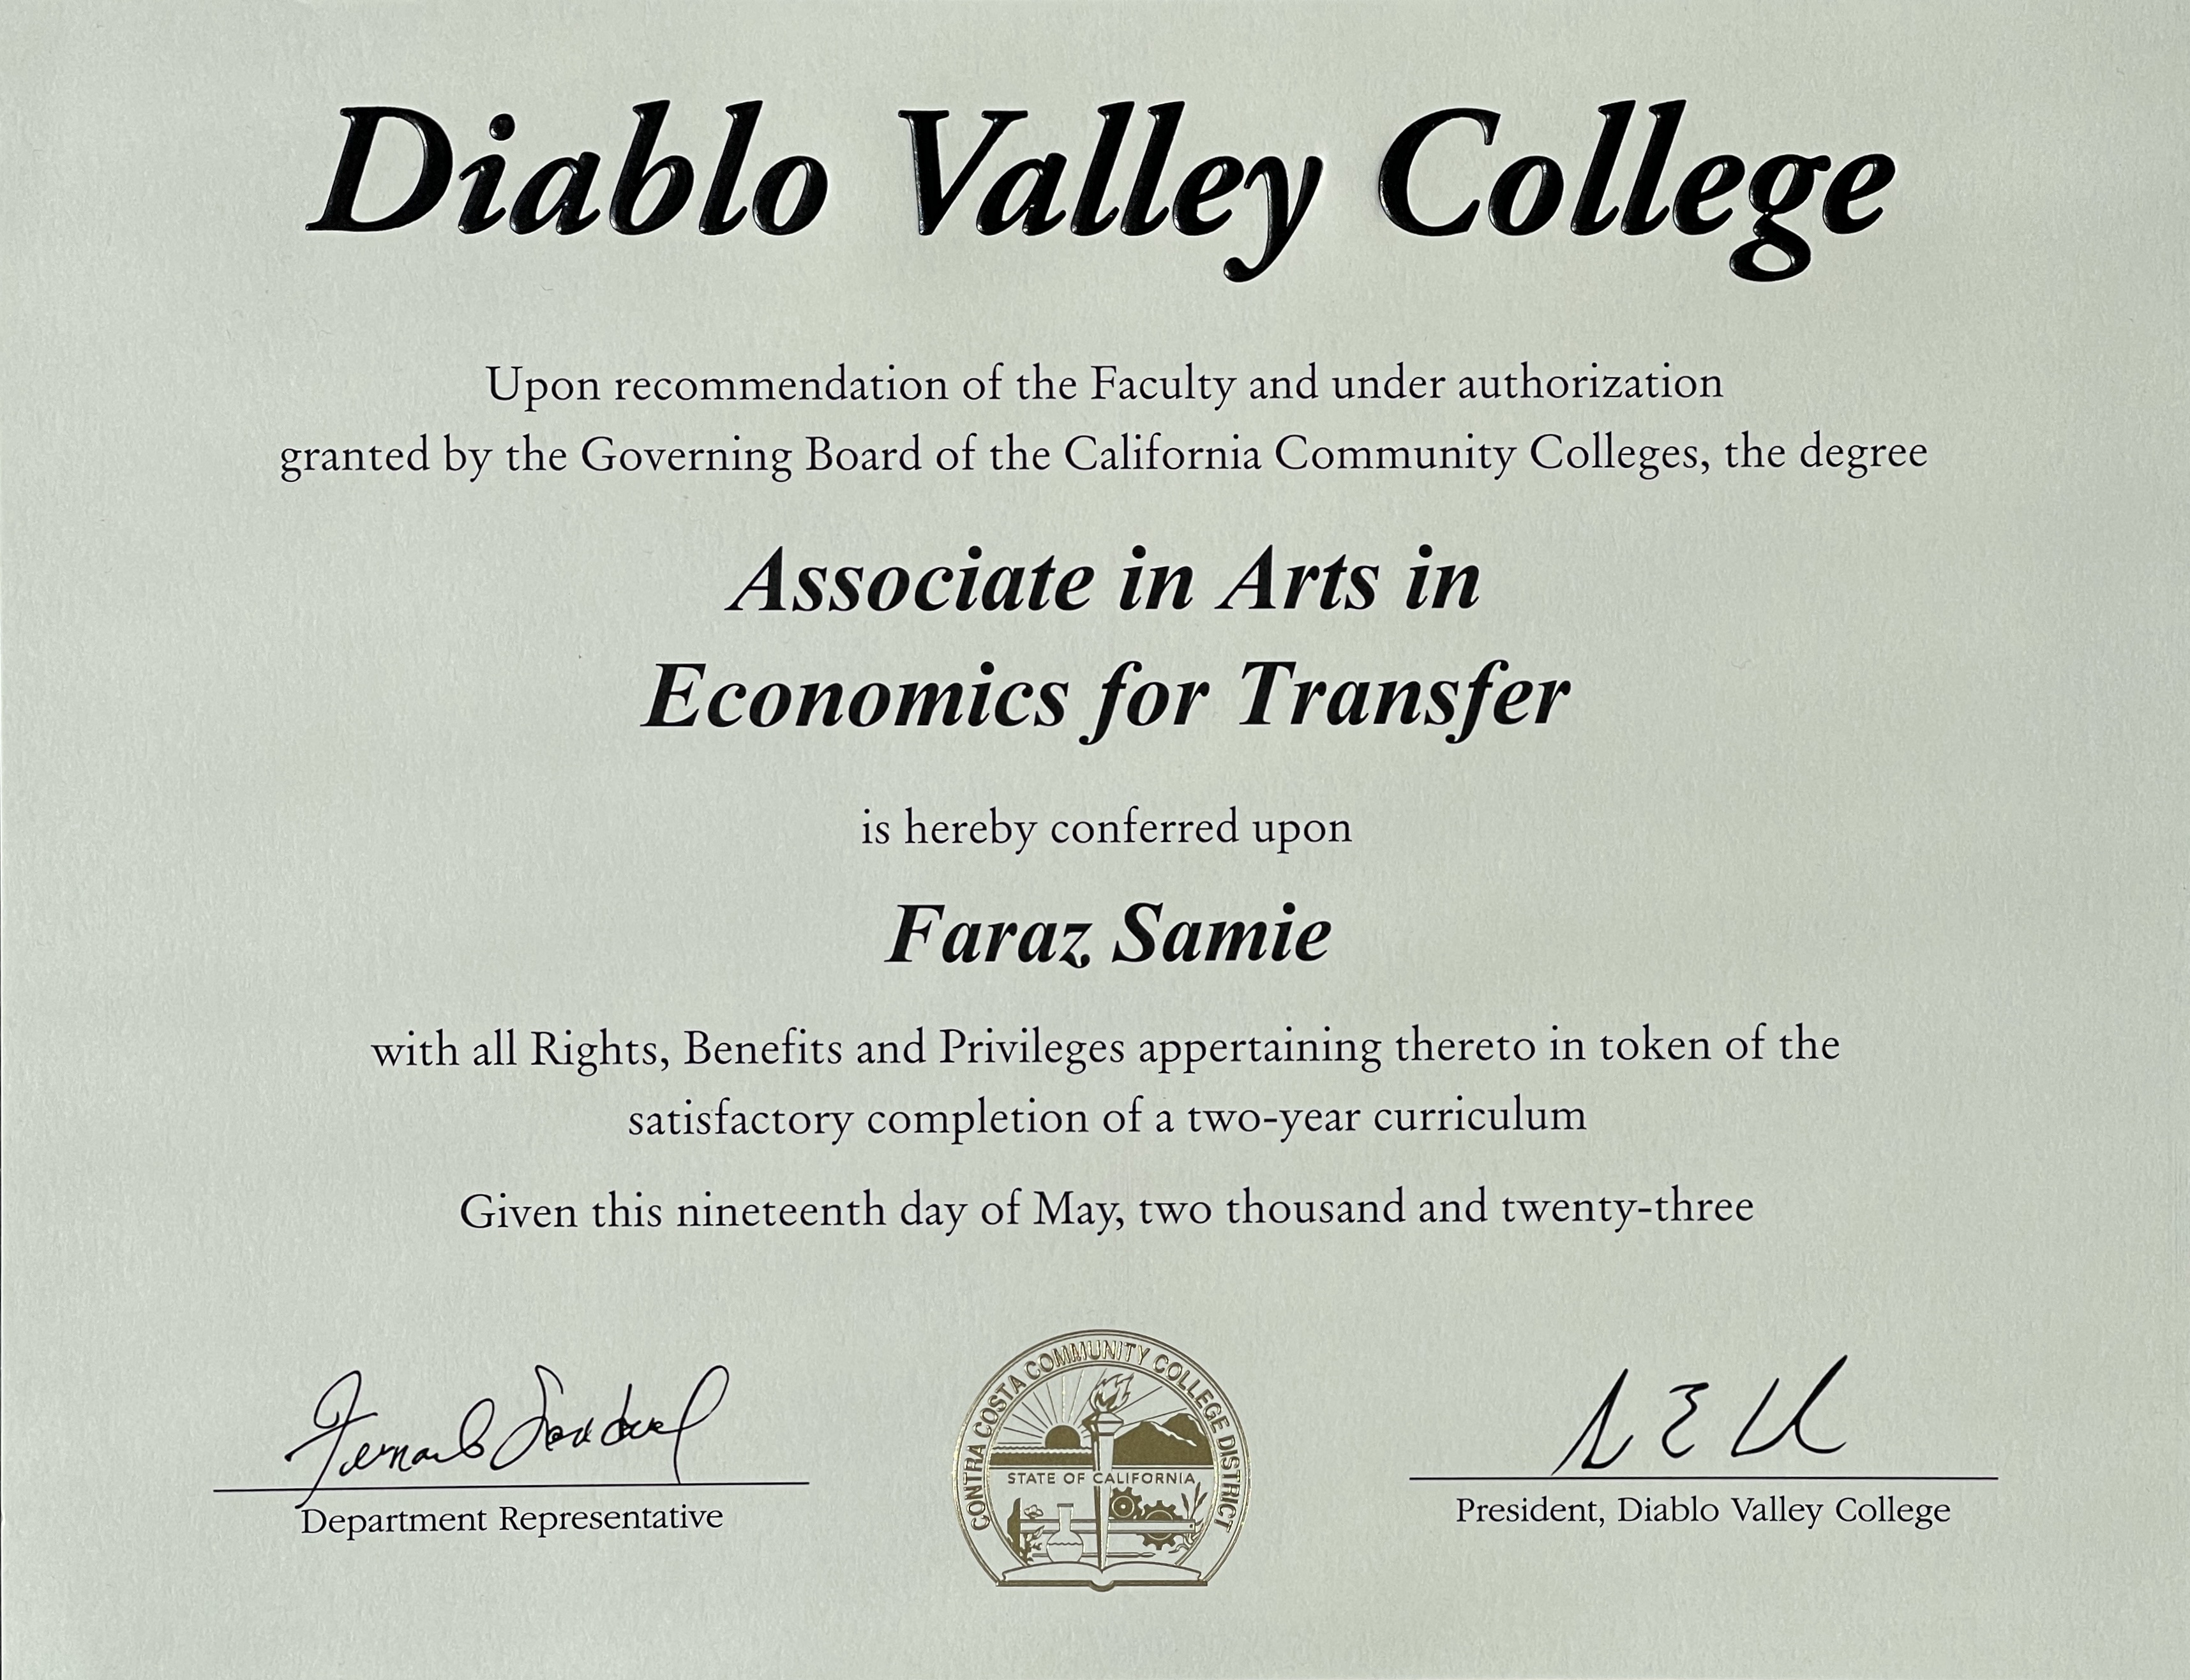 Diablo Valley College
Upon recommendation of the Faculty and under authorization
granted by the Governing Board of the California Community Colleges, the degree
Associate in Arts in
Economics for Transfer
is hereby conferred upon
Faraz Samie
with all Rights, Benefits and Privileges appertaining thereto in token of the
satisfactory completion of a two-year curriculum
Given this nineteenth day of May, two thousand and twenty-three
Department Representative
CONTRA COSTA COMMUNITY COLLEGE DISTRICT
STATE OF CALIFORNIA
President, Diablo Valley College